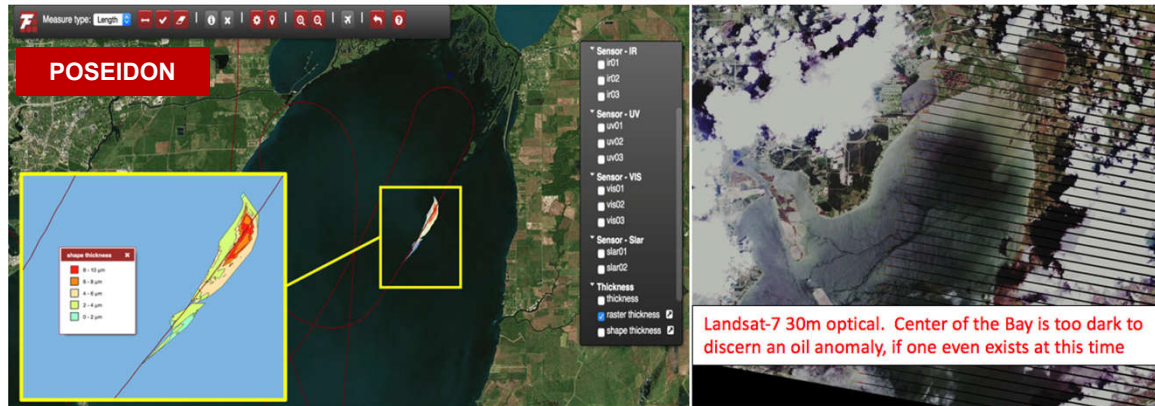 Measure type: Length
POSEIDON
Sensor - IR
ir01
ir02
ir03
Sensor - UV
uv01
uv02
uv03
Sensor - VIS
vis01
vis02
vis03
Sensor - Slar
slar01
slar02
Thickness
thickness
raster thickness
shape thickness
shape thickness
8 - 10 µm
6 - 8 µm
4 - 6 µm
2 - 4 µm
0 - 2 µm
Landsat-7 30m optical. Center of the Bay is too dark to
discern an oil anomaly, if one even exists at this time